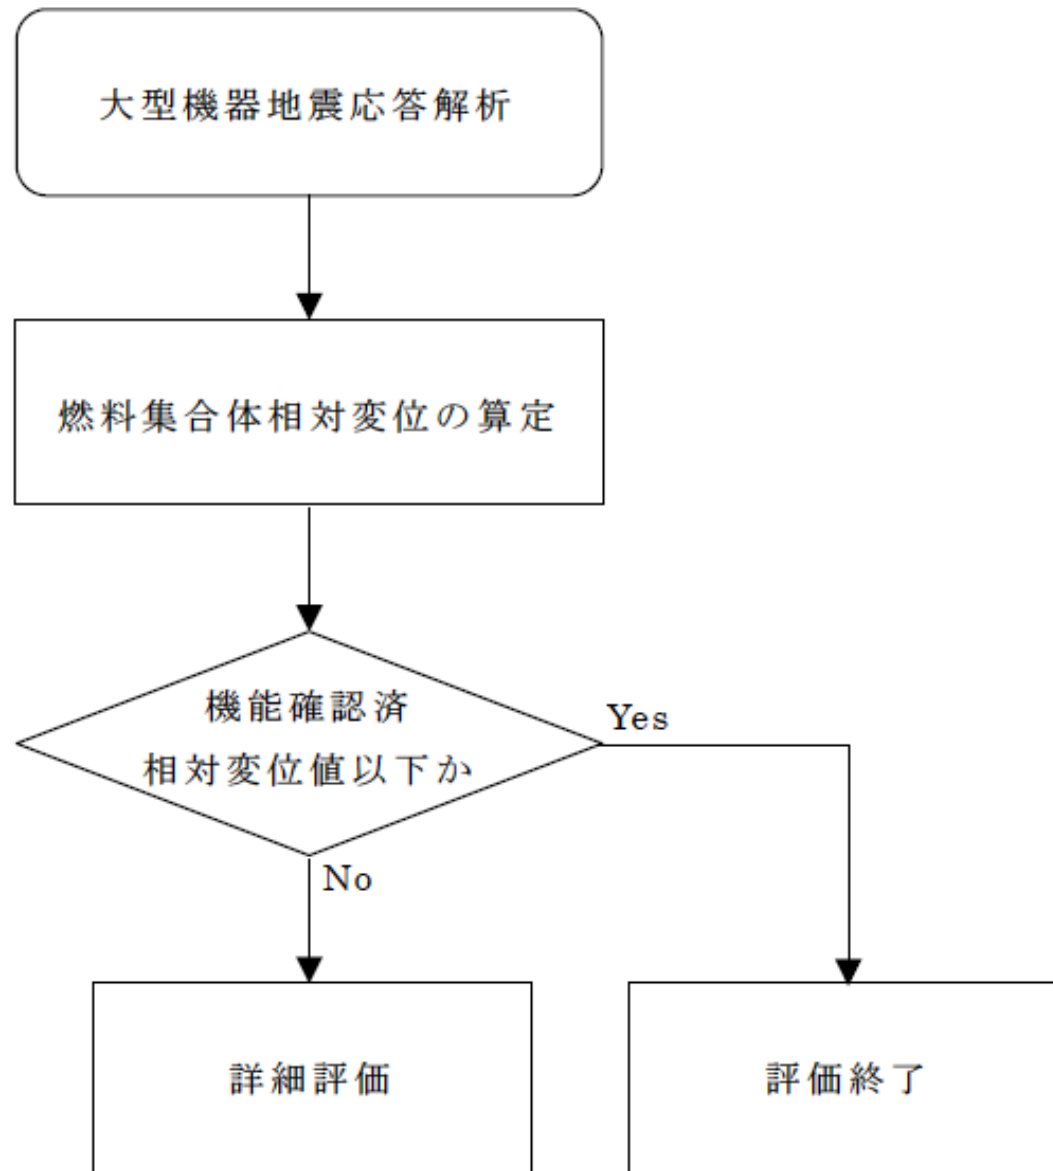 大型機器地震応答解析
燃料集合体相対変位の算定
機能確認済
相対変位値以下か
Yes
No
詳細評価
評価終了